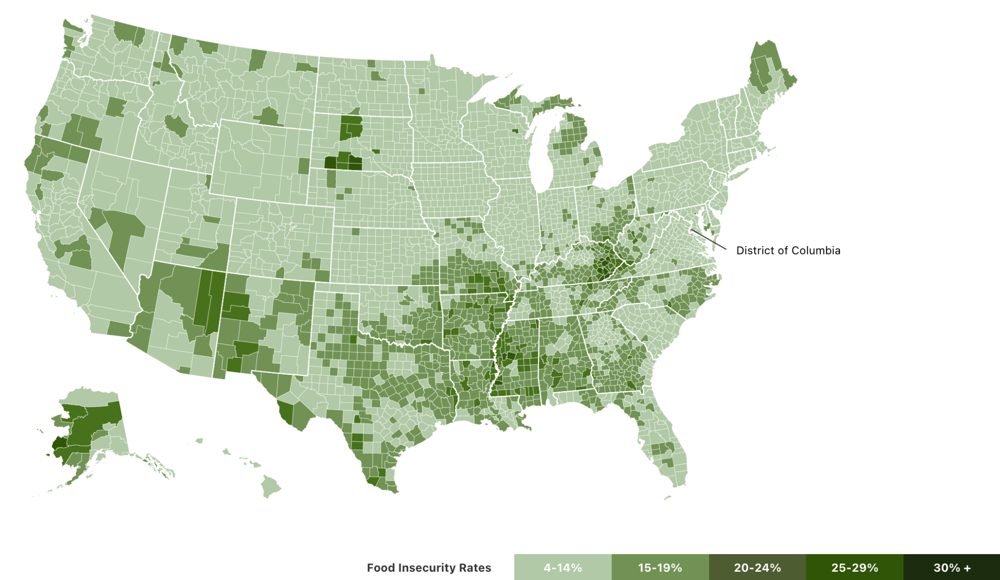 District of Columbia
Food Insecurity Rates 4-14% 15-19% 20-24% 25-29% 30% +